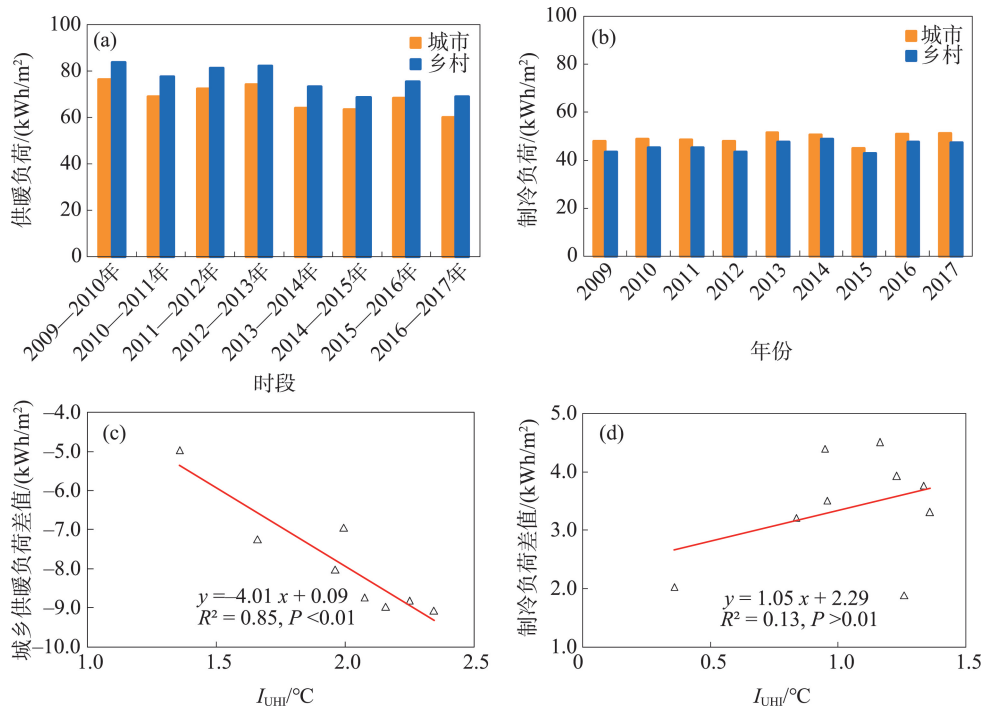 (a)
城市
乡村
供暖负荷/(kWh/m²)
100
80
60
40
20
0
2009—2010年
2010—2011年
2011—2012年
2012—2013年
2013—2014年
2014—2015年
2015—2016年
2016—2017年
时段
(b)
城市
乡村
制冷负荷/(kWh/m²)
100
80
60
40
20
0
2009
2010
2011
2012
2013
2014
2015
2016
2017
年份
(c)
城乡供暖负荷差值/(kWh/m²)
–4.0
–5.0
–6.0
–7.0
–8.0
–9.0
–10.0
y = –4.01 x + 0.09
R² = 0.85, P <0.01
1.0
1.5
2.0
2.5
I_UHI/°C
(d)
制冷负荷差值/(kWh/m²)
5.0
4.0
3.0
2.0
1.0
y = 1.05 x + 2.29
R² = 0.13, P >0.01
0
0.5
1.0
1.5
I_UHI/°C